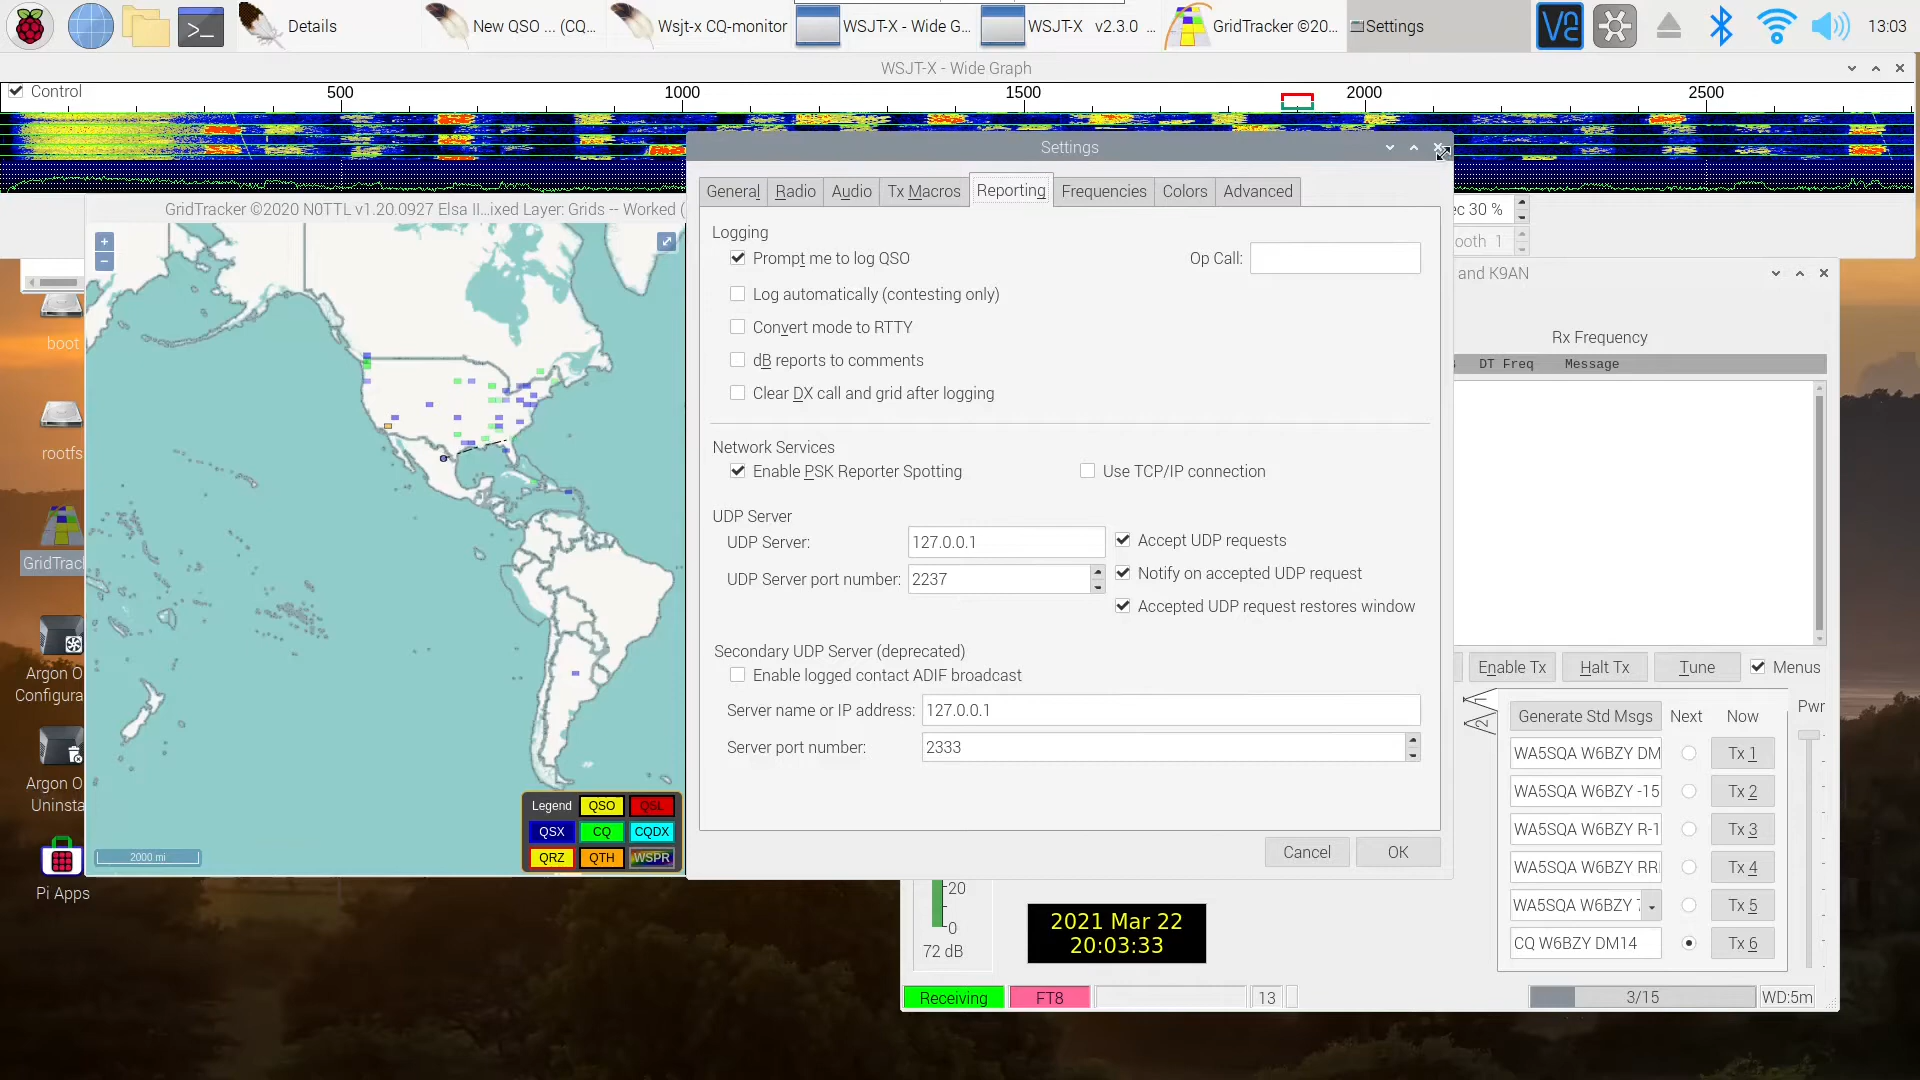 Details
New QSO ... (CQ...
Wsjt-x CQ-monitor
WSJT-X - Wide G...
WSJT-X v2.3.0 ...
GridTracker ©20...
Settings
13:03
WSJT-X - Wide Graph
Control
500
1000
1500
2000
2500
Settings
General
Radio
Audio
Tx Macros
Reporting
Frequencies
Colors
Advanced
GridTracker ©2020 N0TTL v1.20.0927 Elsa II...ixed Layer: Grids -- Worked (
ec 30 %
ooth 1
and K9AN
Logging
Prompt me to log QSO
Op Call:
Log automatically (contesting only)
Convert mode to RTTY
dB reports to comments
Clear DX call and grid after logging
Network Services
Enable PSK Reporter Spotting
Use TCP/IP connection
UDP Server
UDP Server:
127.0.0.1
Accept UDP requests
UDP Server port number:
2237
Notify on accepted UDP request
Accepted UDP request restores window
Secondary UDP Server (deprecated)
Enable logged contact ADIF broadcast
Server name or IP address:
127.0.0.1
Server port number:
2333
Cancel
OK
boot
rootfs
GridTrac
Argon O
Configura
Argon O
Uninsta
Pi Apps
2000 mi
Legend
QSO
QSL
QSX
CQ
CQDX
QRZ
QTH
WSPR
Rx Frequency
DT Freq
Message
Enable Tx
Halt Tx
Tune
Menus
Generate Std Msgs
Next
Now
Pwr
1
2
WA5SQA W6BZY DM
Tx 1
WA5SQA W6BZY -15
Tx 2
WA5SQA W6BZY R-1
Tx 3
WA5SQA W6BZY RR
Tx 4
WA5SQA W6BZY 7
Tx 5
CQ W6BZY DM14
Tx 6
20
0
72 dB
2021 Mar 22
20:03:33
Receiving
FT8
13
3/15
WD:5m